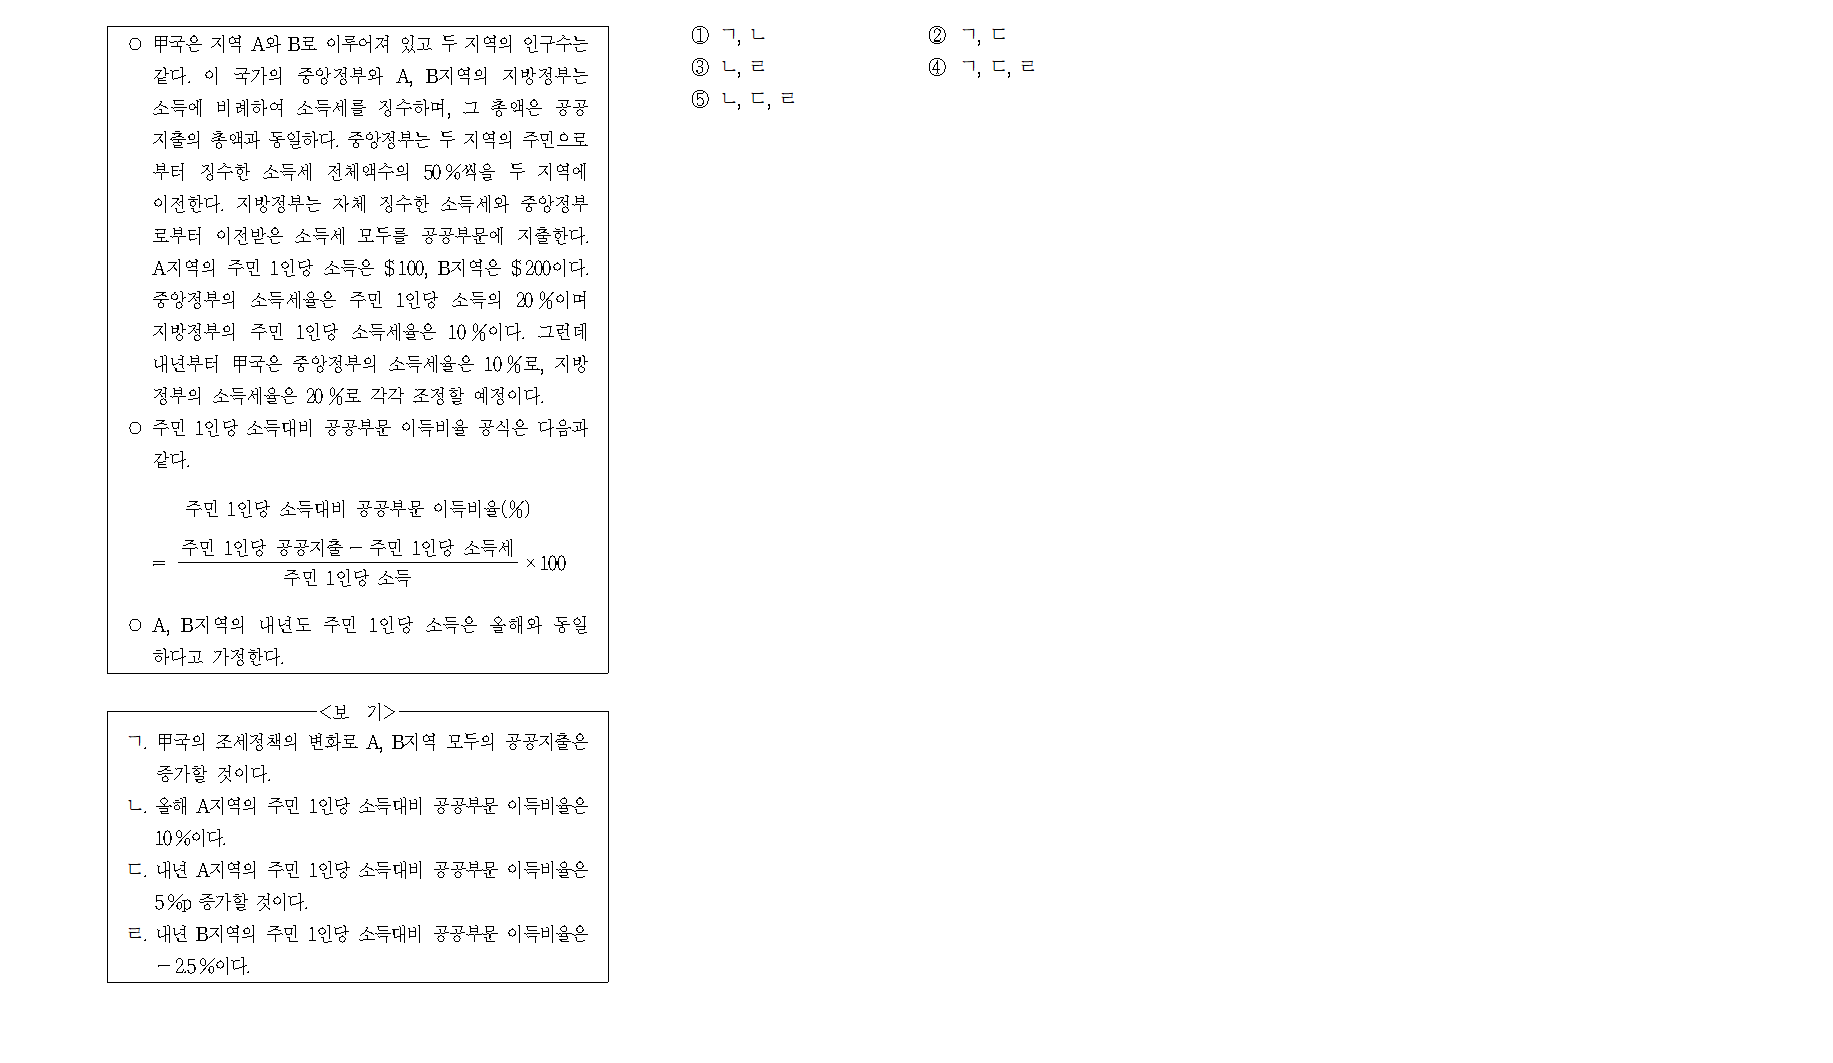 ○ 甲국은 지역 A와 B로 이루어져 있고 두 지역의 인구수는
같다. 이 국가의 중앙정부와 A, B지역의 지방정부는
소득에 비례하여 소득세를 징수하며, 그 총액은 공공
지출의 총액과 동일하다. 중앙정부는 두 지역의 주민으로
부터 징수한 소득세 전체액수의 50%씩을 두 지역에
이전한다. 지방정부는 자체 징수한 소득세와 중앙정부
로부터 이전받은 소득세 모두를 공공부문에 지출한다.
A지역의 주민 1인당 소득은 $100, B지역은 $200이다.
중앙정부의 소득세율은 주민 1인당 소득의 20%이며
지방정부의 주민 1인당 소득세율은 10%이다. 그런데
내년부터 甲국은 중앙정부의 소득세율은 10%로, 지방
정부의 소득세율은 20%로 각각 조정할 예정이다.
○ 주민 1인당 소득대비 공공부문 이득비율 공식은 다음과
같다.
주민 1인당 소득대비 공공부문 이득비율(%)
주민 1인당 공공지출 － 주민 1인당 소득세
= ×100
주민 1인당 소득
○ A, B지역의 내년도 주민 1인당 소득은 올해와 동일
하다고 가정한다.
<보 기>
ㄱ. 甲국의 조세정책의 변화로 A, B지역 모두의 공공지출은
증가할 것이다.
ㄴ. 올해 A지역의 주민 1인당 소득대비 공공부문 이득비율은
10%이다.
ㄷ. 내년 A지역의 주민 1인당 소득대비 공공부문 이득비율은
5%p 증가할 것이다.
ㄹ. 내년 B지역의 주민 1인당 소득대비 공공부문 이득비율은
－2.5%이다.
① ㄱ, ㄴ ② ㄱ, ㄷ
③ ㄴ, ㄹ ④ ㄱ, ㄷ, ㄹ
⑤ ㄴ, ㄷ, ㄹ